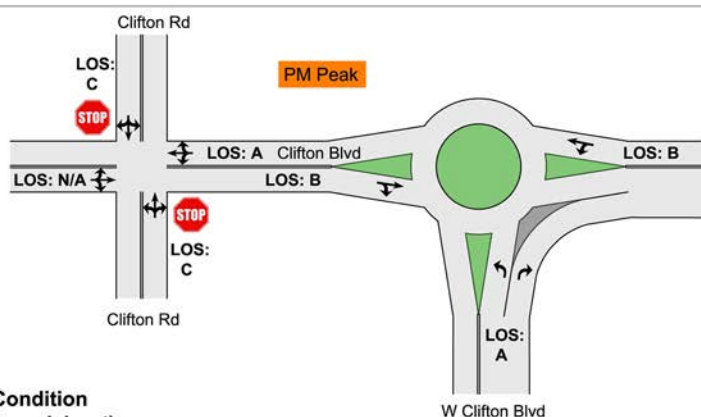 Clifton Rd
LOS:
C
PM Peak
STOP
LOS: A Clifton Blvd
LOS: B
LOS: N/A
LOS: B
STOP
LOS:
C
Clifton Rd
LOS:
A
Condition
W Clifton Blvd